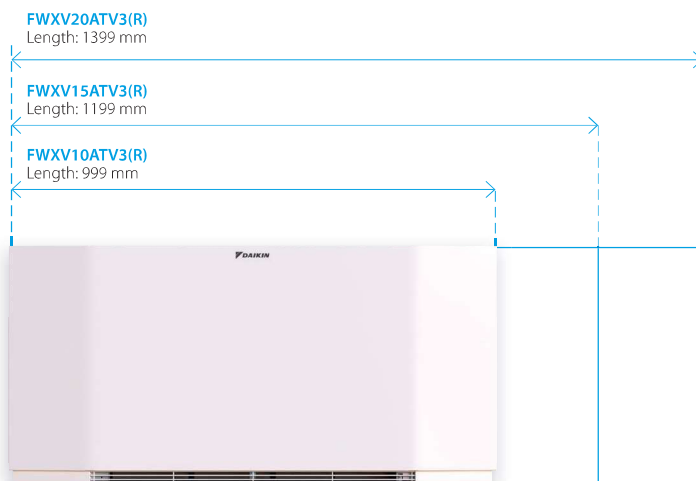 FWXV20ATV3(R)
Length: 1399 mm
FWXV15ATV3(R)
Length: 1199 mm
FWXV10ATV3(R)
Length: 999 mm
DAIKIN